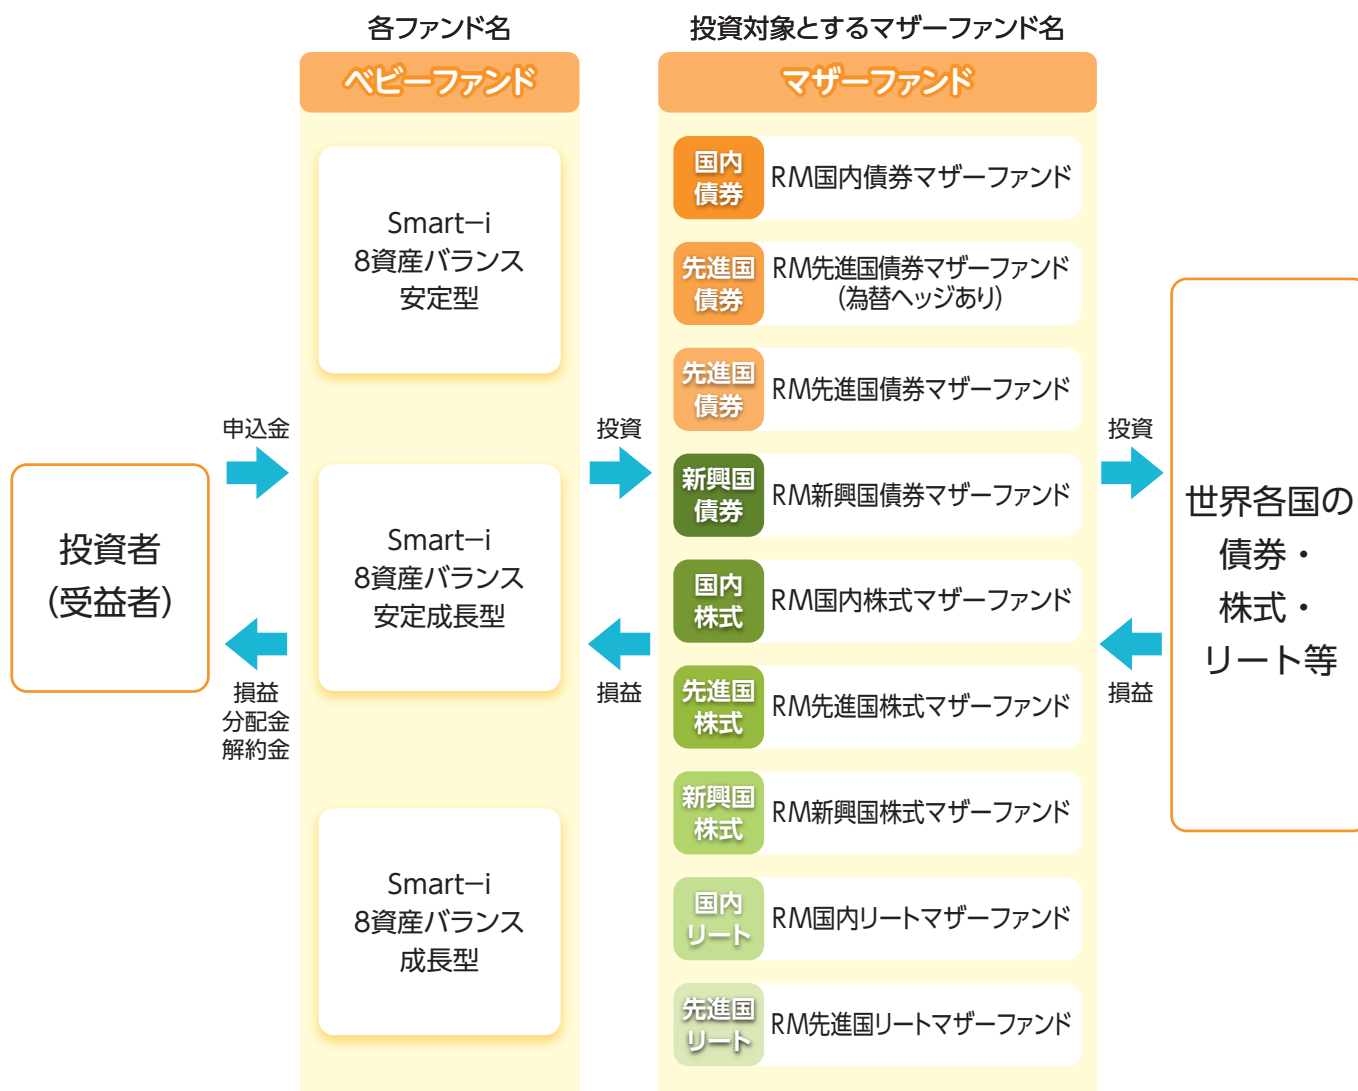 各ファンド名
投資対象とするマザーファンド名
ベビーファンド
マザーファンド
Smart−i
8資産バランス
安定型
Smart−i
8資産バランス
安定成長型
Smart−i
8資産バランス
成長型
国内
債券
RM国内債券マザーファンド
先進国
債券
RM先進国債券マザーファンド
(為替ヘッジあり)
先進国
債券
RM先進国債券マザーファンド
新興国
債券
RM新興国債券マザーファンド
国内
株式
RM国内株式マザーファンド
先進国
株式
RM先進国株式マザーファンド
新興国
株式
RM新興国株式マザーファンド
国内
リート
RM国内リートマザーファンド
先進国
リート
RM先進国リートマザーファンド
投資者
(受益者)
申込金
損益
分配金
解約金
投資
損益
投資
損益
世界各国の
債券・
株式・
リート等